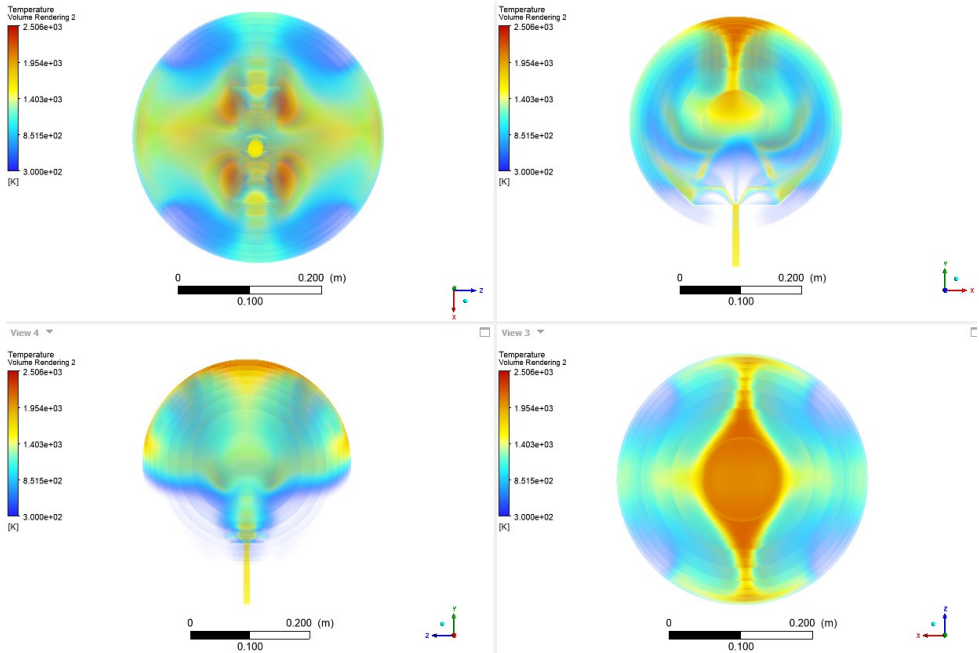 Temperature
Volume Rendering 2
2.506e+03
1.954e+03
1.403e+03
8.515e+02
3.000e+02
[K]
0 0.200 (m)
0.100
Z
X
Temperature
Volume Rendering 2
2.506e+03
1.954e+03
1.403e+03
8.515e+02
3.000e+02
[K]
0 0.200 (m)
0.100
Y
X
View 4
Temperature
Volume Rendering 2
2.506e+03
1.954e+03
1.403e+03
8.515e+02
3.000e+02
[K]
0 0.200 (m)
0.100
Y
Z
View 3
Temperature
Volume Rendering 2
2.506e+03
1.954e+03
1.403e+03
8.515e+02
3.000e+02
[K]
0 0.200 (m)
0.100
Z
X